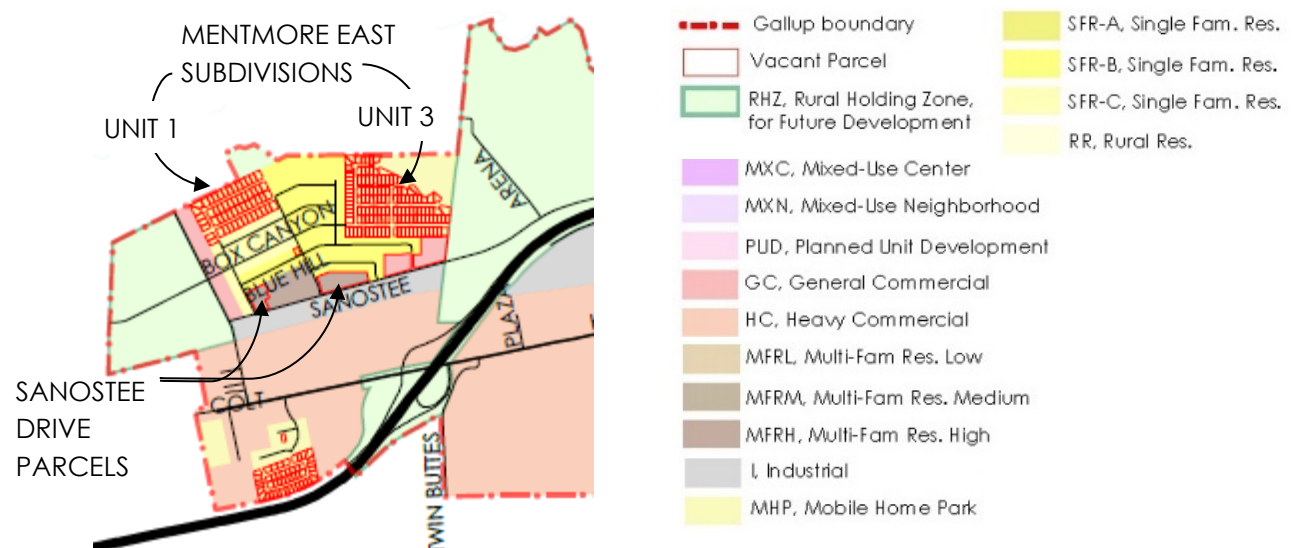 MENTMORE EAST
SUBDIVISIONS
UNIT 1
UNIT 3
ARENA
BOX CANYON
BLUE HILL
SANOSTEE
PLAZA
SANOSTEE
DRIVE
PARCELS
COLT
TWIN BUTTES
Gallup boundary
Vacant Parcel
RHZ, Rural Holding Zone,
for Future Development
MXC, Mixed-Use Center
MXN, Mixed-Use Neighborhood
PUD, Planned Unit Development
GC, General Commercial
HC, Heavy Commercial
MFRL, Multi-Fam Res. Low
MFRM, Multi-Fam Res. Medium
MFRH, Multi-Fam Res. High
I, Industrial
MHP, Mobile Home Park
SFR-A, Single Fam. Res.
SFR-B, Single Fam. Res.
SFR-C, Single Fam. Res.
RR, Rural Res.